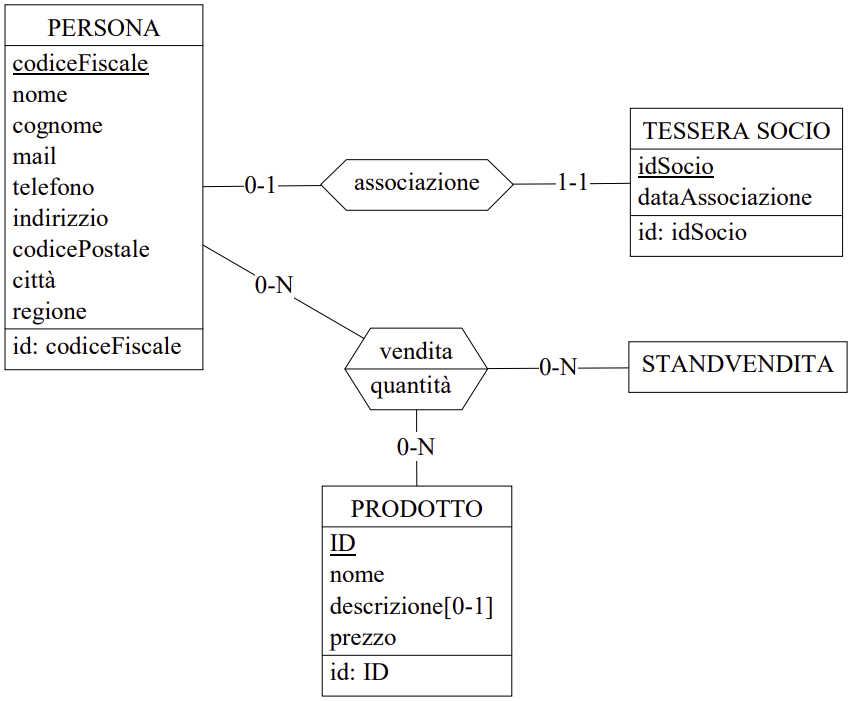 PERSONA
codiceFiscale
nome
cognome
mail
telefono
indirizzio
codicePostale
città
regione
id: codiceFiscale
0-1
associazione
1-1
TESSERA SOCIO
idSocio
dataAssociazione
id: idSocio
0-N
vendita
quantità
0-N
STANDVENDITA
0-N
PRODOTTO
ID
nome
descrizione[0-1]
prezzo
id: ID